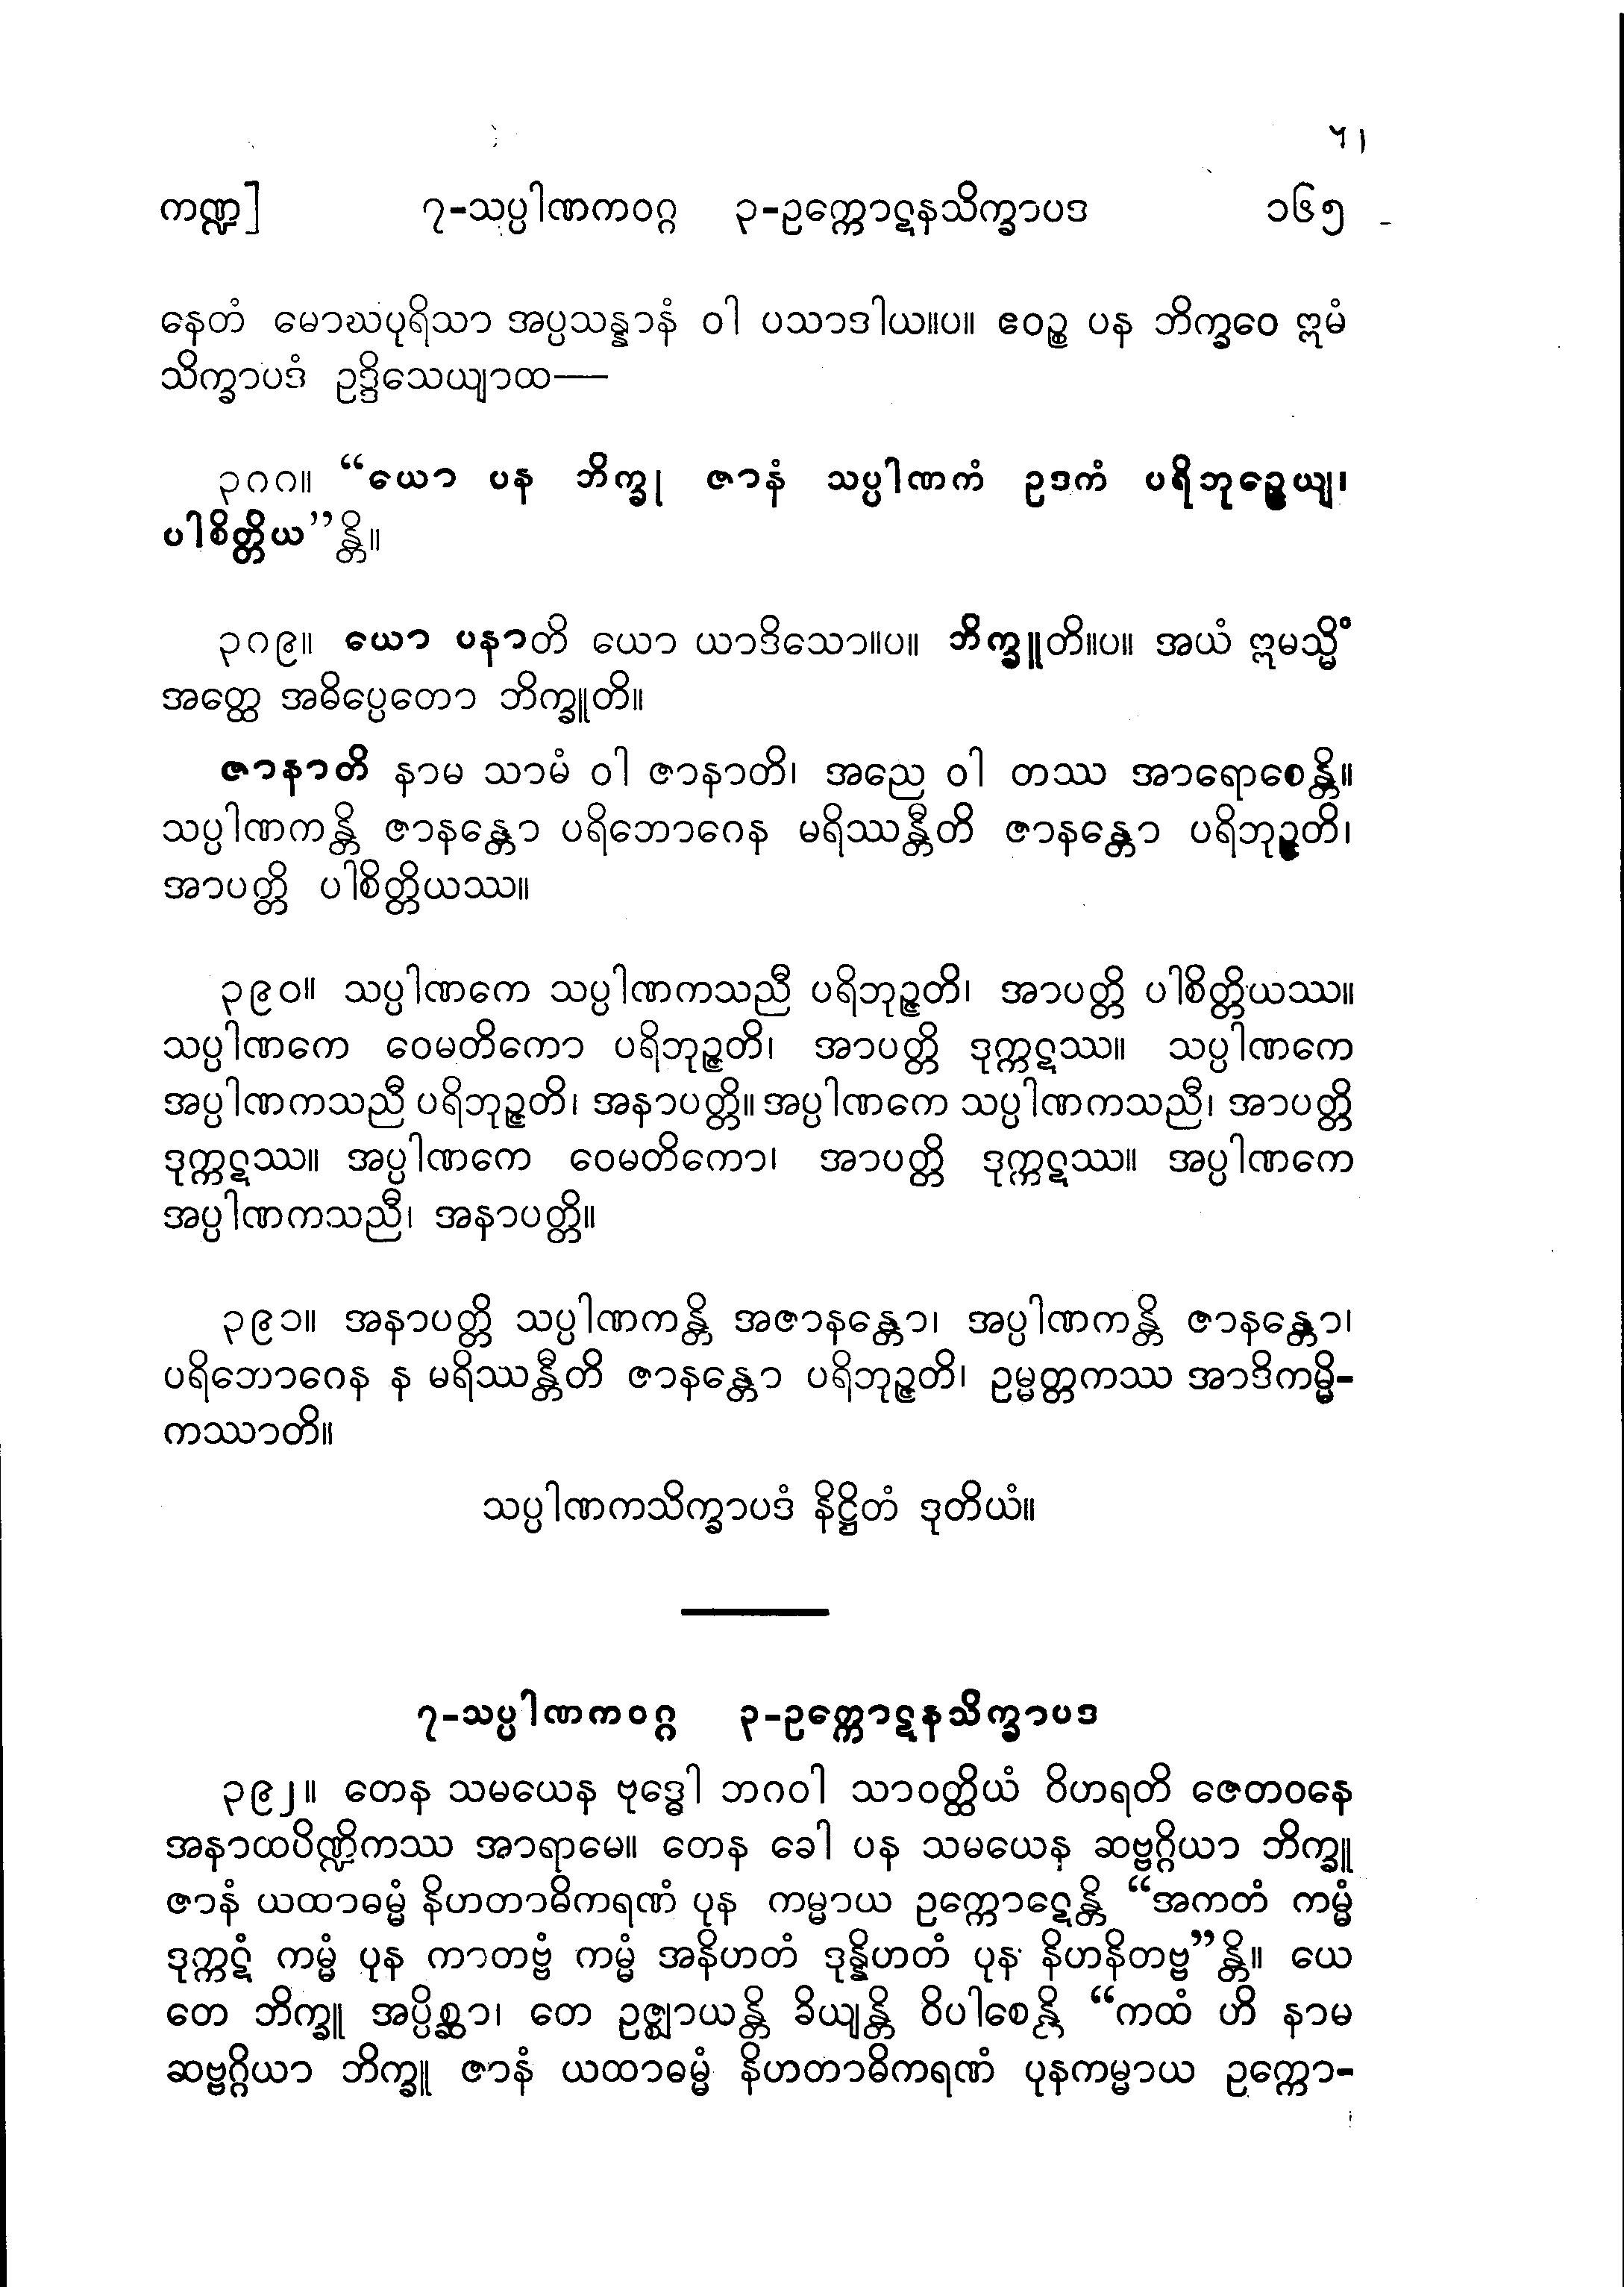 ကဏ္ဍ] ၇-သပ္ပါဏကဝဂ္ဂ ၃-ဥက္ကောဋနသိက္ခာပဒ ၁၆၅
နေတံ မောဃပုရိသာ အပ္ပသန္နာနံ ဝါ ပသာဒါယ။ပ။ ဧဝဉ္စ ပန ဘိက္ခဝေ ဣမံ
သိက္ခာပဒံ ဥဒ္ဒိသေယျာထ—
၃၈၈။ “ယော ပန ဘိက္ခု ဇာနံ သပ္ပါဏကံ ဥဒကံ ပရိဘုဉ္ဇေယျ၊
ပါစိတ္တိယ”န္တိ။
၃၈၉။ ယော ပနာတိ ယော ယာဒိသော။ပ။ ဘိက္ခူတိ။ပ။ အယံ ဣမသ္မိံ
အတ္ထေ အဓိပ္ပေတော ဘိက္ခူတိ။
ဇာနာတိ နာမ သာမံ ဝါ ဇာနာတိ၊ အညေ ဝါ တဿ အာရောစေန္တိ။
သပ္ပါဏကန္တိ ဇာနန္တော ပရိဘောဂေန မရိဿန္တီတိ ဇာနန္တော ပရိဘုဉ္ဇတိ၊
အာပတ္တိ ပါစိတ္တိယဿ။
၃၉၀။ သပ္ပါဏကေ သပ္ပါဏကသညီ ပရိဘုဉ္ဇတိ၊ အာပတ္တိ ပါစိတ္တိယဿ။
သပ္ပါဏကေ ဝေမတိကော ပရိဘုဉ္ဇတိ၊ အာပတ္တိ ဒုက္ကဋဿ။ သပ္ပါဏကေ
အပ္ပါဏကသညီ ပရိဘုဉ္ဇတိ၊ အနာပတ္တိ။ အပ္ပါဏကေ သပ္ပါဏကသညီ၊ အာပတ္တိ
ဒုက္ကဋဿ။ အပ္ပါဏကေ ဝေမတိကော၊ အာပတ္တိ ဒုက္ကဋဿ။ အပ္ပါဏကေ
အပ္ပါဏကသညီ၊ အနာပတ္တိ။
၃၉၁။ အနာပတ္တိ သပ္ပါဏကန္တိ အဇာနန္တော၊ အပ္ပါဏကန္တိ ဇာနန္တော၊
ပရိဘောဂေန န မရိဿန္တီတိ ဇာနန္တော ပရိဘုဉ္ဇတိ၊ ဥမ္မတ္တကဿ အာဒိကမ္မိ-
ကဿာတိ။
သပ္ပါဏကသိက္ခာပဒံ နိဋ္ဌိတံ ဒုတိယံ။
၇-သပ္ပါဏကဝဂ္ဂ ၃-ဥက္ကောဋနသိက္ခာပဒ
၃၉၂။ တေန သမယေန ဗုဒ္ဓေါ ဘဂဝါ သာဝတ္ထိယံ ဝိဟရတိ ဇေတဝနေ
အနာထပိဏ္ဍိကဿ အာရာမေ။ တေန ခေါ ပန သမယေန ဆဗ္ဗဂ္ဂိယာ ဘိက္ခူ
ဇာနံ ယထာဓမ္မံ နိဟတာဓိကရဏံ ပုန ကမ္မာယ ဥက္ကောဋေန္တိ “အကတံ ကမ္မံ
ဒုက္ကဋံ ကမ္မံ ပုန ကာတဗ္ဗံ ကမ္မံ အနိဟတံ ဒုန္နိဟတံ ပုန နိဟနိတဗ္ဗ”န္တိ။ ယေ
တေ ဘိက္ခူ အပ္ပိစ္ဆာ၊ တေ ဥဇ္ဈာယန္တိ ခိယျန္တိ ဝိပါစေန္တိ “ကထံ ဟိ နာမ
ဆဗ္ဗဂ္ဂိယာ ဘိက္ခူ ဇာနံ ယထာဓမ္မံ နိဟတာဓိကရဏံ ပုနကမ္မာယ ဥက္ကော-